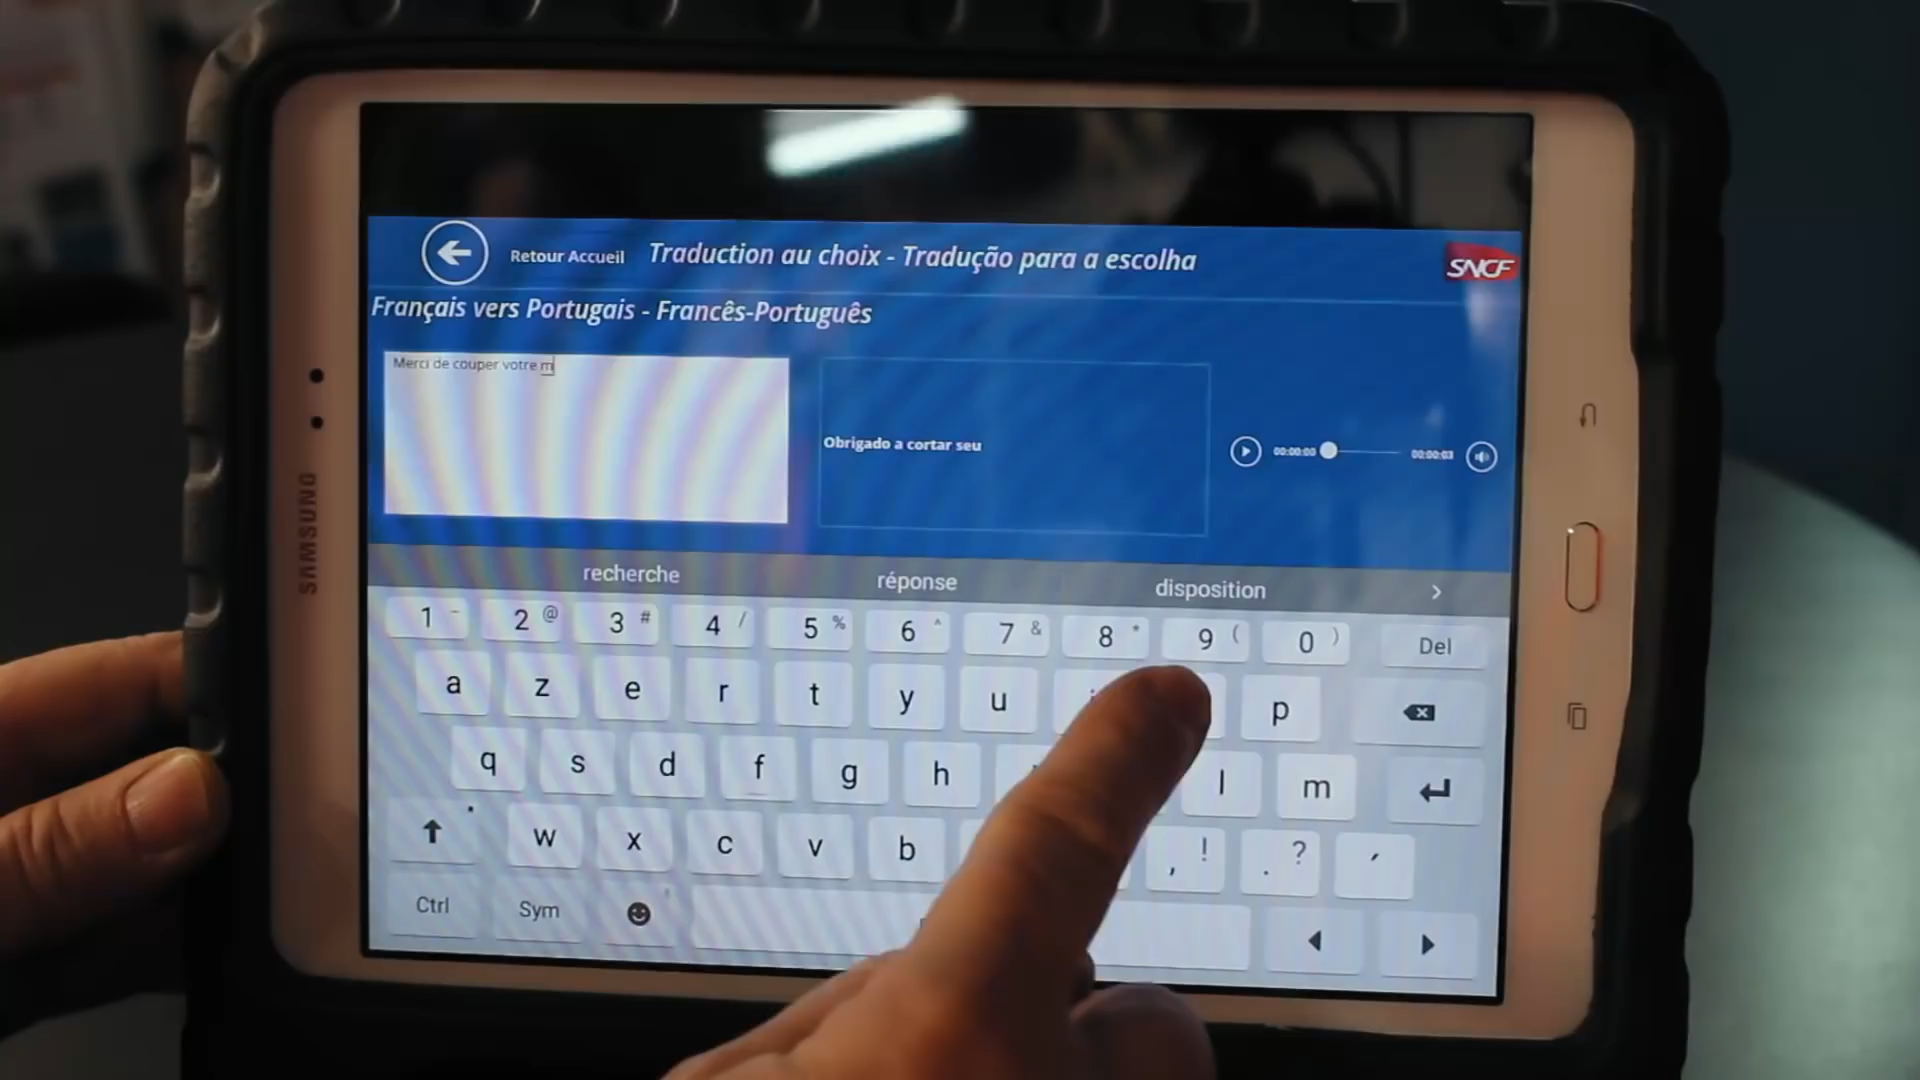 Retour Accueil Traduction au choix - Tradução para a escolha
SNCF
Français vers Portugais - Francês-Português
Merci de couper votre m
Obrigado a cortar seu
00:00:00 00:00:03
SAMSUNG
recherche réponse disposition
1 - 2 @ 3 # 4 / 5 % 6 ^ 7 & 8 * 9 ( 0 ) Del
a z e r t y u p
q s d f g h l m
w x c v b , ! . ? ´
Ctrl Sym